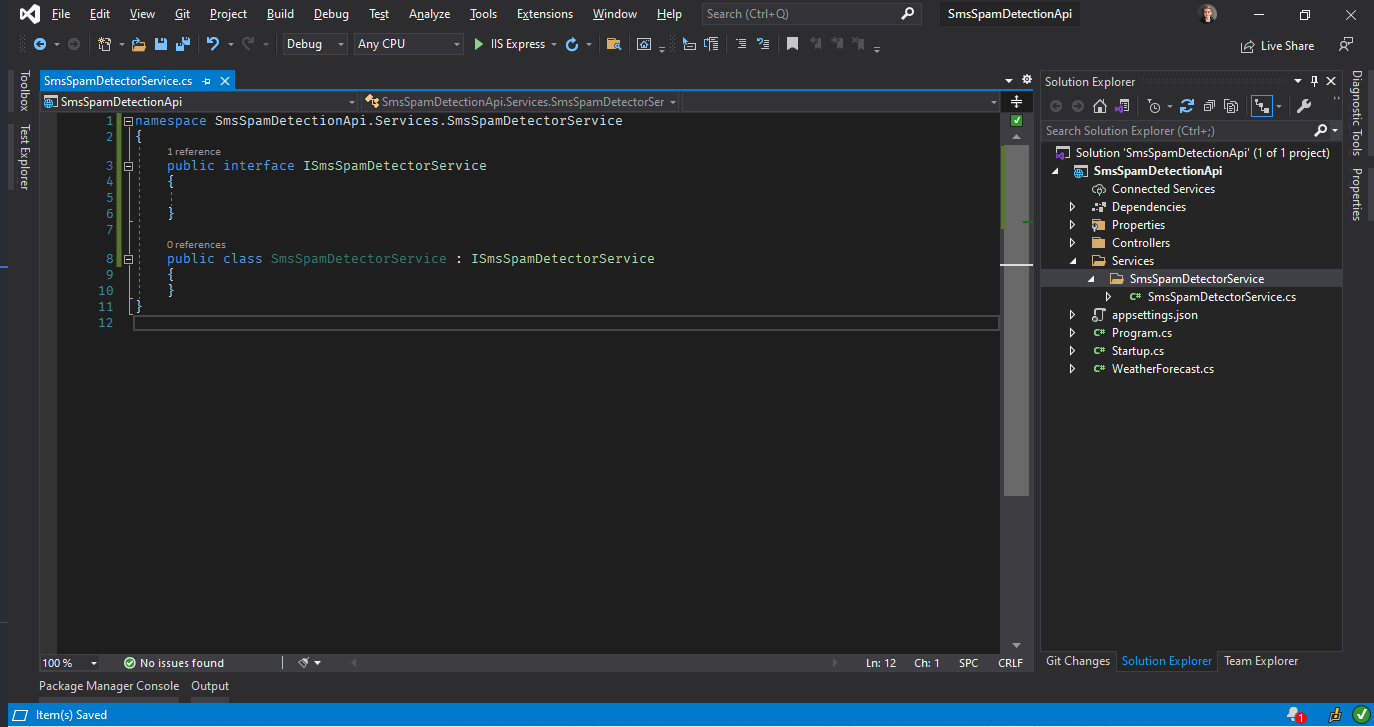 File Edit View Git Project Build Debug Test Analyze Tools Extensions Window Help Search (Ctrl+Q) SmsSpamDetectionApi
Debug Any CPU IIS Express Live Share
Toolbox
Test Explorer
SmsSpamDetectorService.cs
SmsSpamDetectionApi SmsSpamDetectionApi.Services.SmsSpamDetectorSer
1 namespace SmsSpamDetectionApi.Services.SmsSpamDetectorService
2 {
1 reference
3 public interface ISmsSpamDetectorService
4 {
5
6 }
7
0 references
8 public class SmsSpamDetectorService : ISmsSpamDetectorService
9 {
10 }
11 }
12
100 % No issues found Ln: 12 Ch: 1 SPC CRLF
Solution Explorer
Search Solution Explorer (Ctrl+;)
Solution 'SmsSpamDetectionApi' (1 of 1 project)
SmsSpamDetectionApi
Connected Services
Dependencies
Properties
Controllers
Services
SmsSpamDetectorService
C# SmsSpamDetectorService.cs
appsettings.json
C# Program.cs
C# Startup.cs
C# WeatherForecast.cs
Git Changes Solution Explorer Team Explorer
Diagnostic Tools
Properties
Package Manager Console Output
Item(s) Saved 1